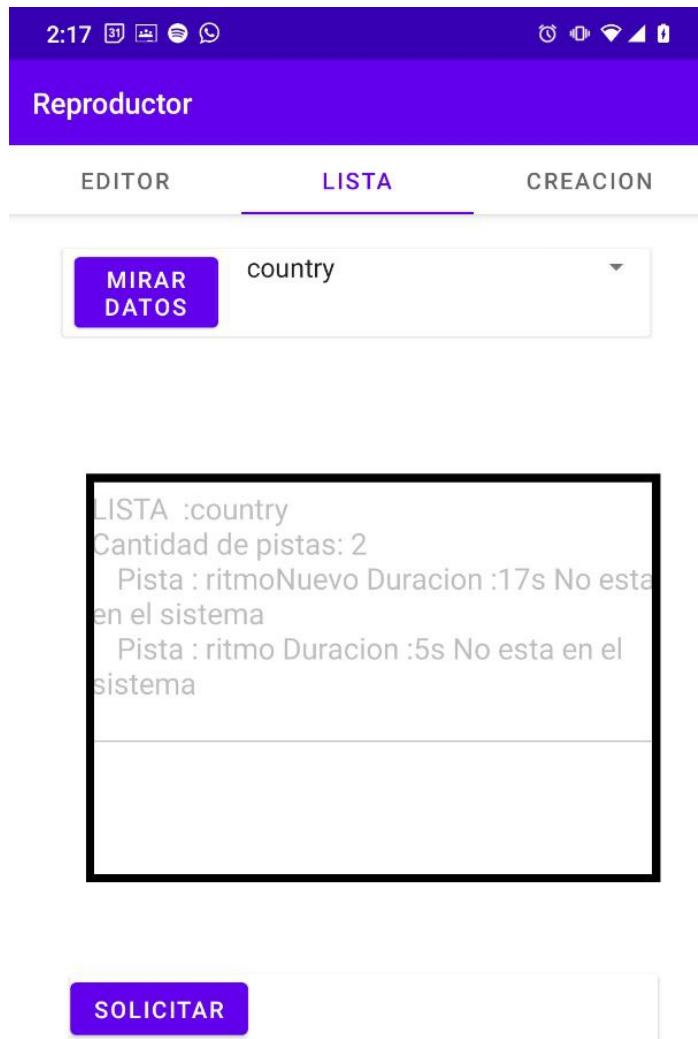 2:17
Reproductor
EDITOR LISTA CREACION
MIRAR
DATOS
country
LISTA :country
Cantidad de pistas: 2
Pista : ritmoNuevo Duracion :17s No esta
en el sistema
Pista : ritmo Duracion :5s No esta en el
sistema
SOLICITAR